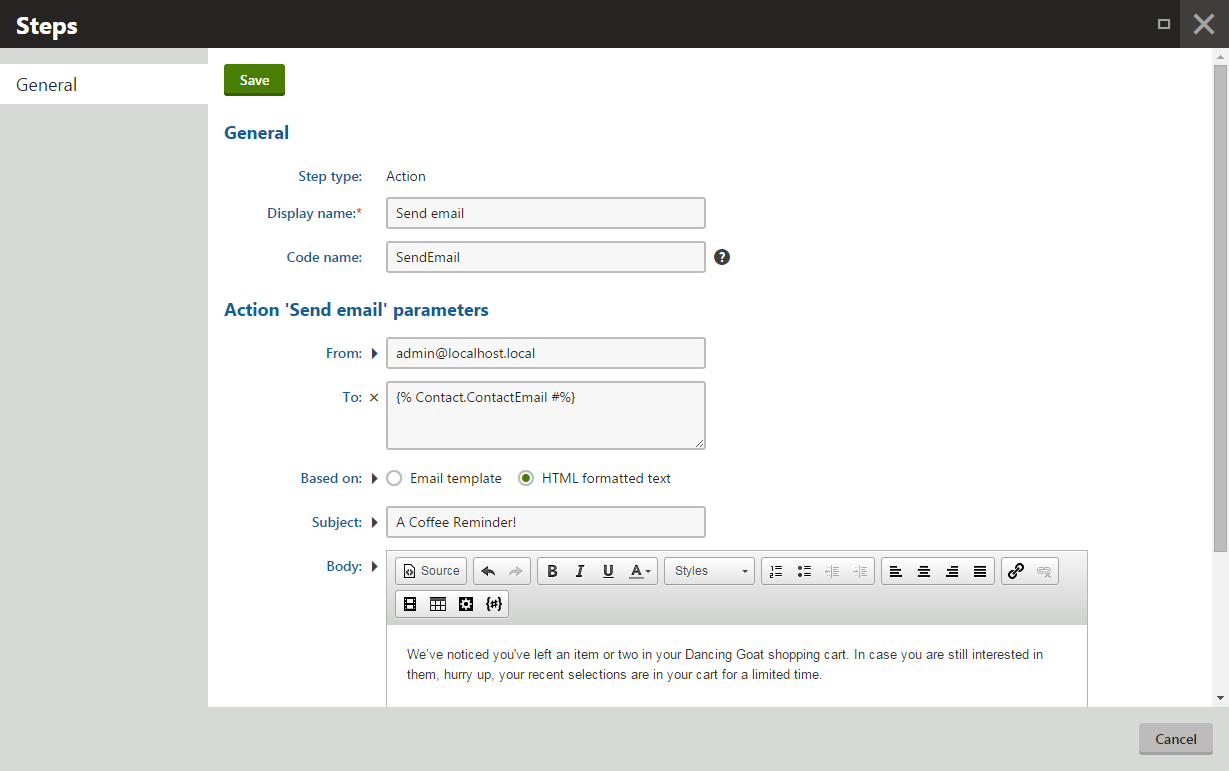 Steps
General
Save
General
Step type: Action
Display name:* Send email
Code name: SendEmail ?
Action 'Send email' parameters
From: admin@localhost.local
To: {% Contact.ContactEmail #%}
Based on: Email template HTML formatted text
Subject: A Coffee Reminder!
Body: Source B I U A Styles
{#}
We've noticed you've left an item or two in your Dancing Goat shopping cart. In case you are still interested in
them, hurry up, your recent selections are in your cart for a limited time.
Cancel